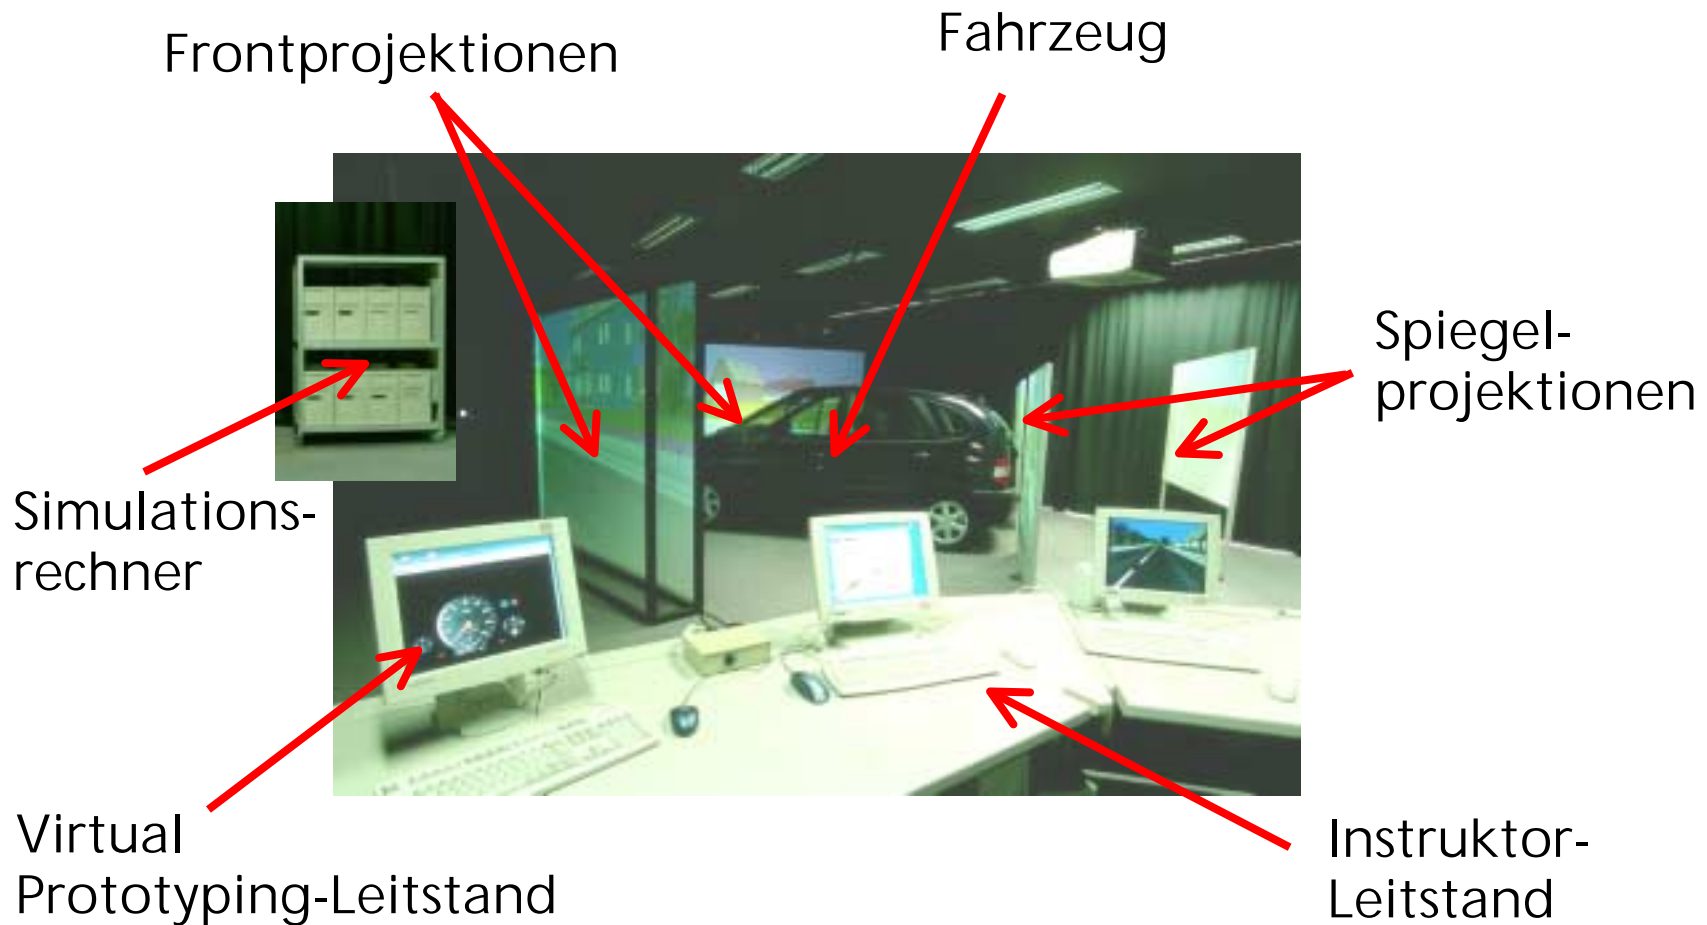 Frontprojektionen
Fahrzeug
Spiegel-
projektionen
Simulations-
rechner
Virtual
Prototyping-Leitstand
Instruktor-
Leitstand